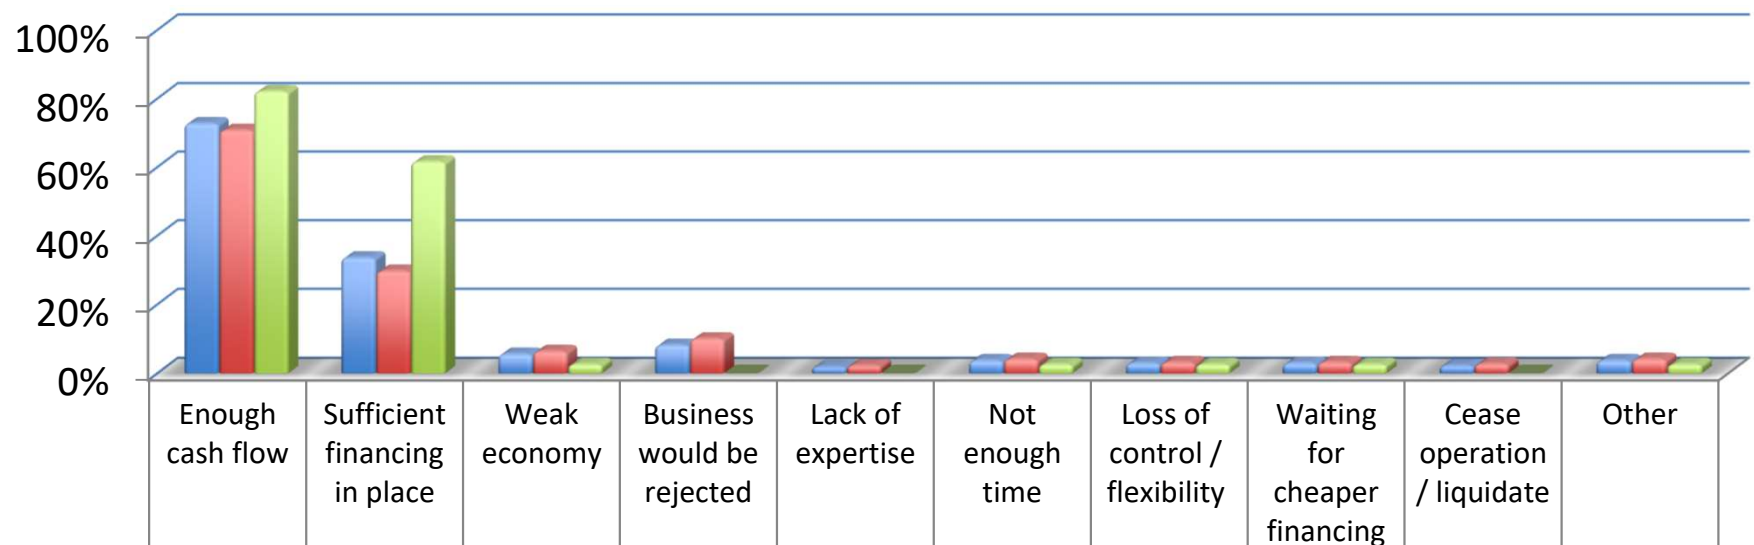 100%
80%
60%
40%
20%
0%
Enough
cash flow
Sufficient
financing
in place
Weak
economy
Business
would be
rejected
Lack of
expertise
Not
enough
time
Loss of
control /
flexibility
Waiting
for
cheaper
financing
Cease
operation
/ liquidate
Other